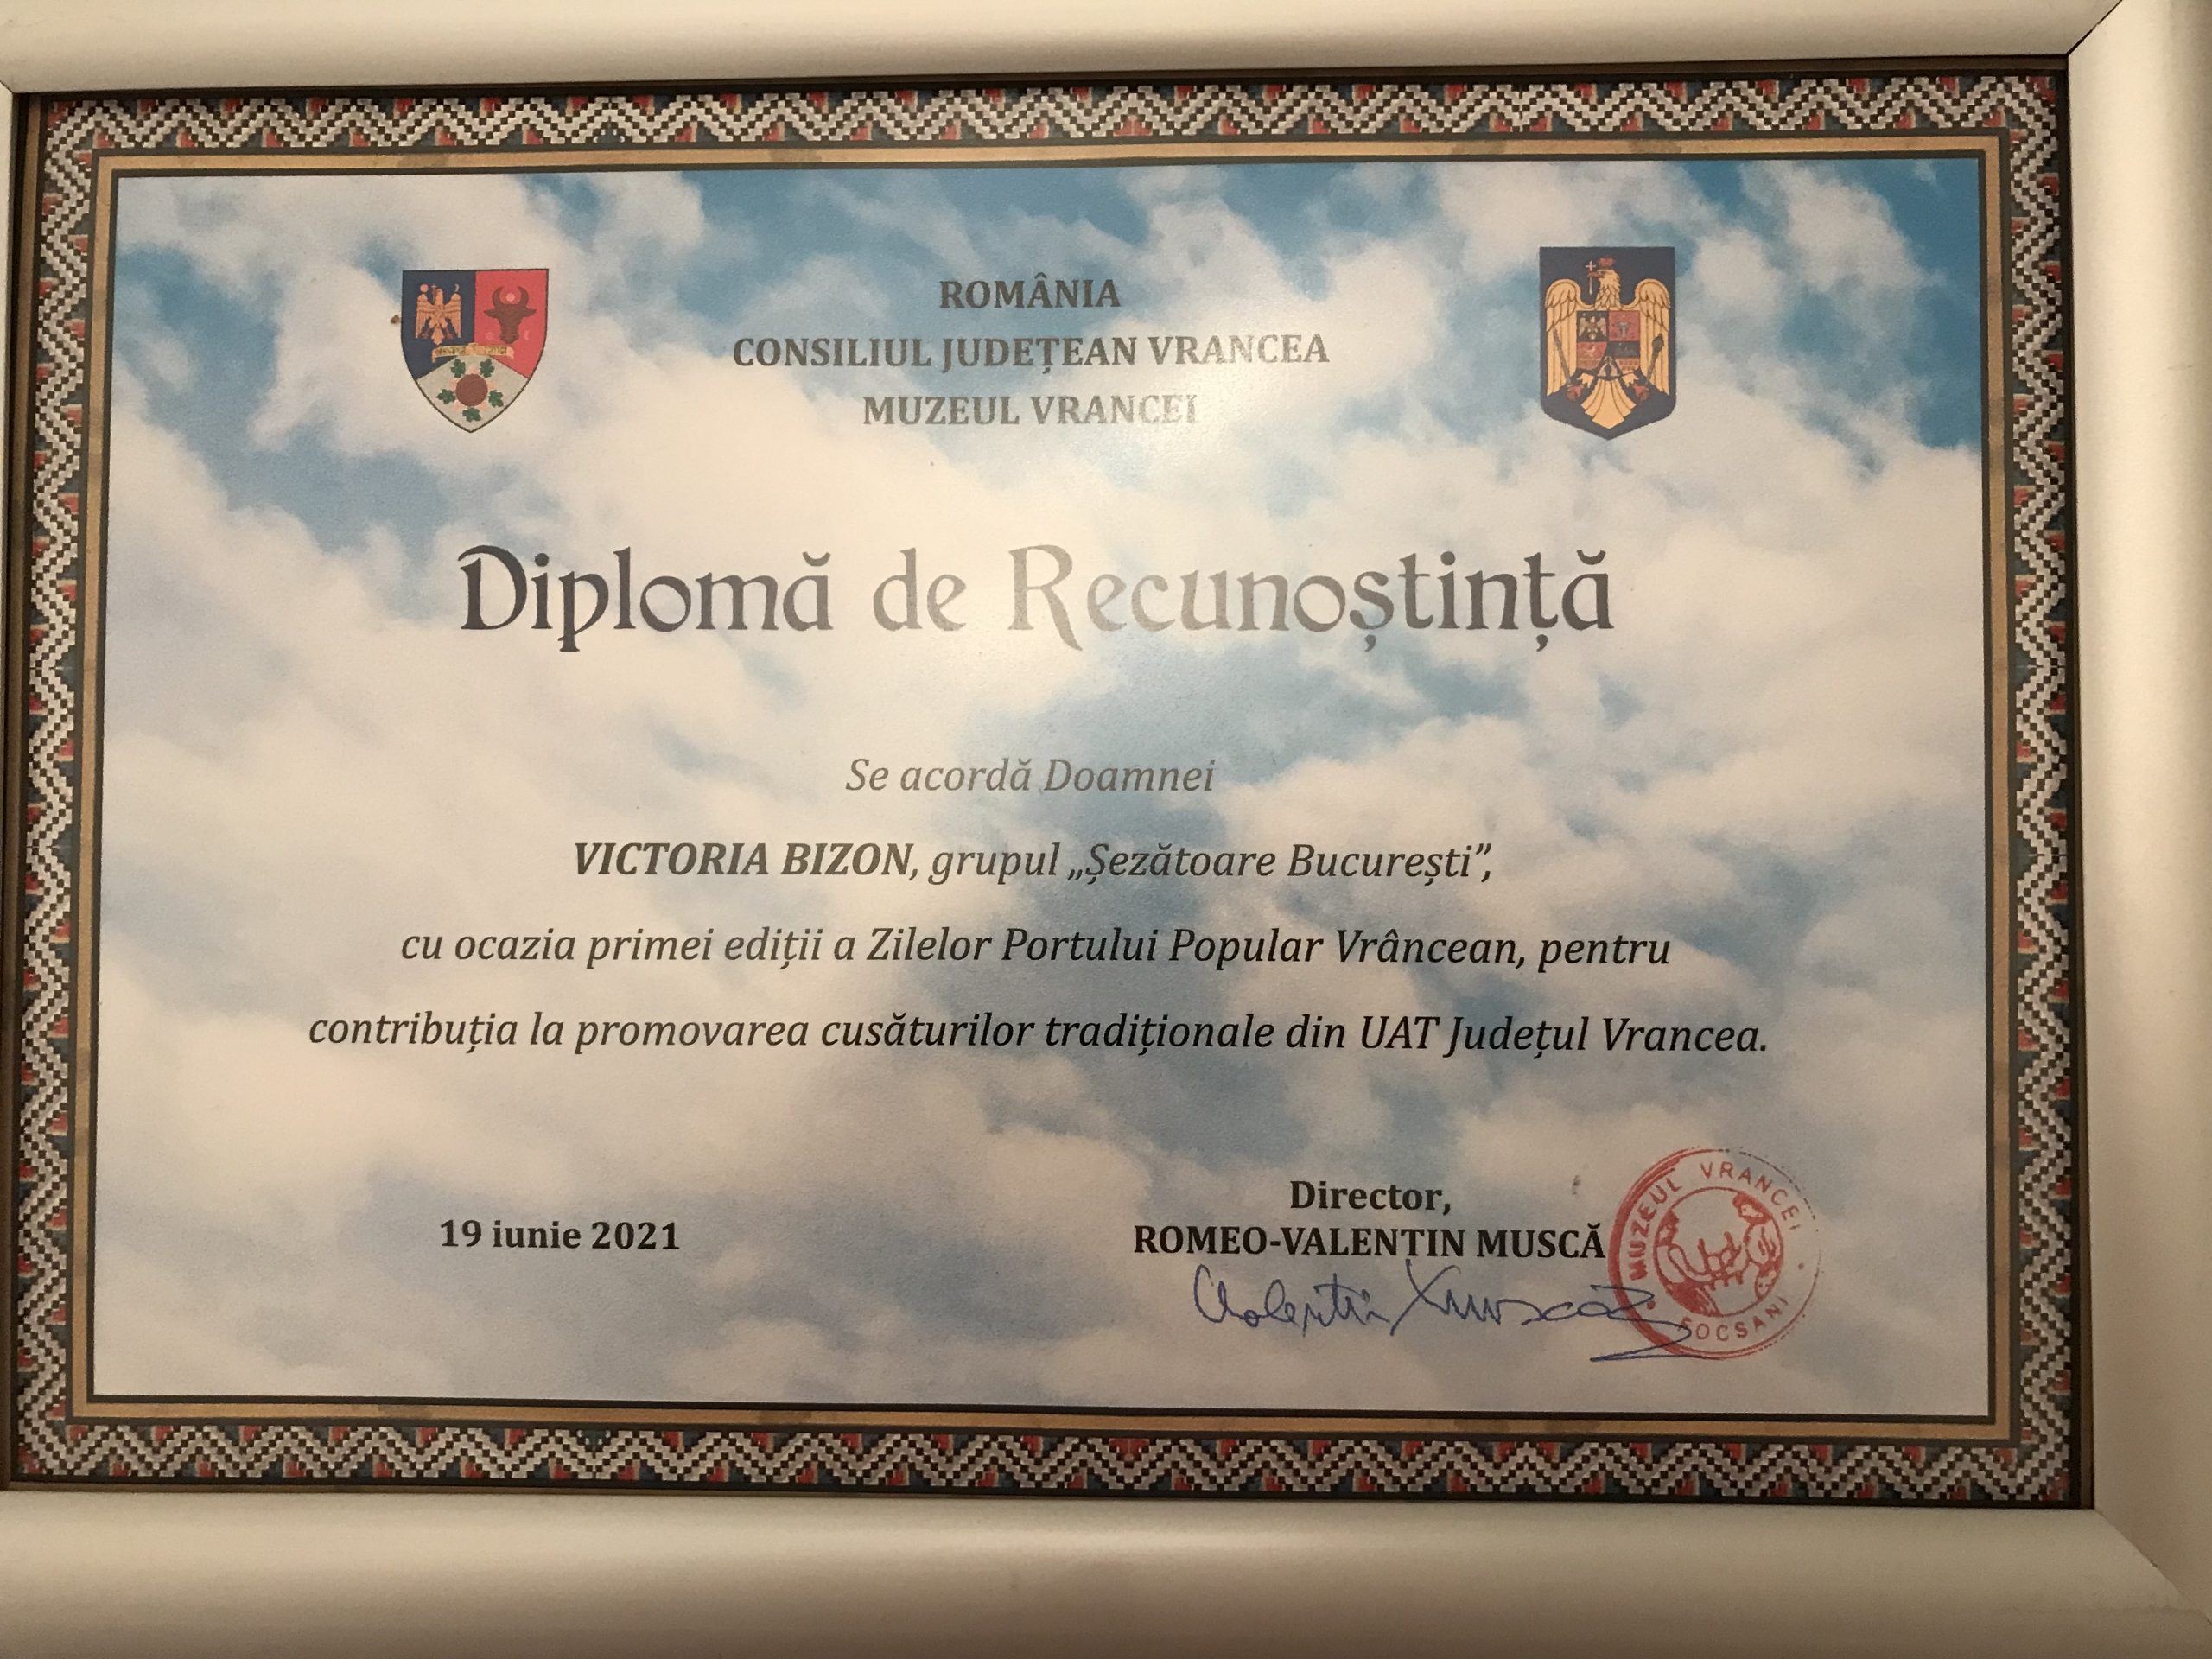 ROMÂNIA
CONSILIUL JUDEȚEAN VRANCEA
MUZEUL VRANCEI
Diplomă de Recunoștință
Se acordă Doamnei
VICTORIA BIZON, grupul „Șezătoare București”,
cu ocazia primei ediții a Zilelor Portului Popular Vrâncean, pentru
contribuția la promovarea cusăturilor tradiționale din UAT Județul Vrancea.
19 iunie 2021
Director,
ROMEO-VALENTIN MUSCĂ
MUZEUL VRANCEI
FOCSANI